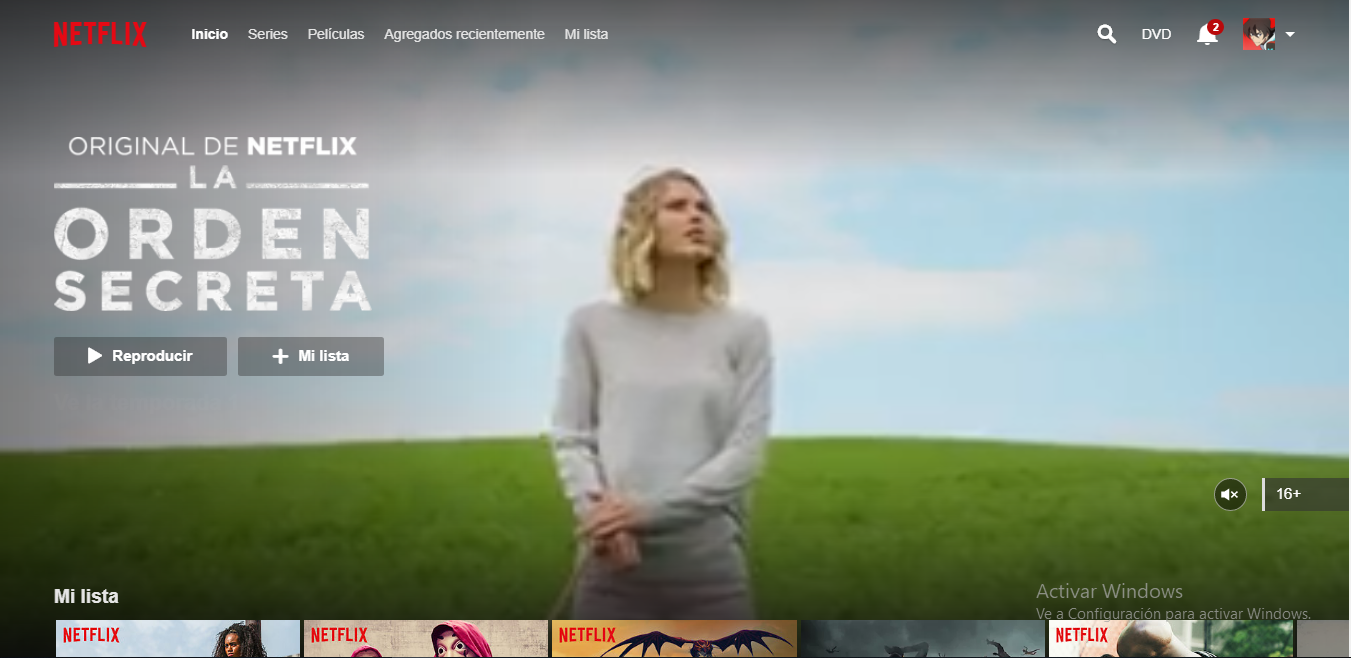 NETFLIX Inicio Series Películas Agregados recientemente Mi lista DVD 2
ORIGINAL DE NETFLIX
LA
ORDEN
SECRETA
Reproducir Mi lista
16+
Mi lista
Activar Windows
Ve a Configuración para activar Windows.
NETFLIX NETFLIX NETFLIX NETFLIX